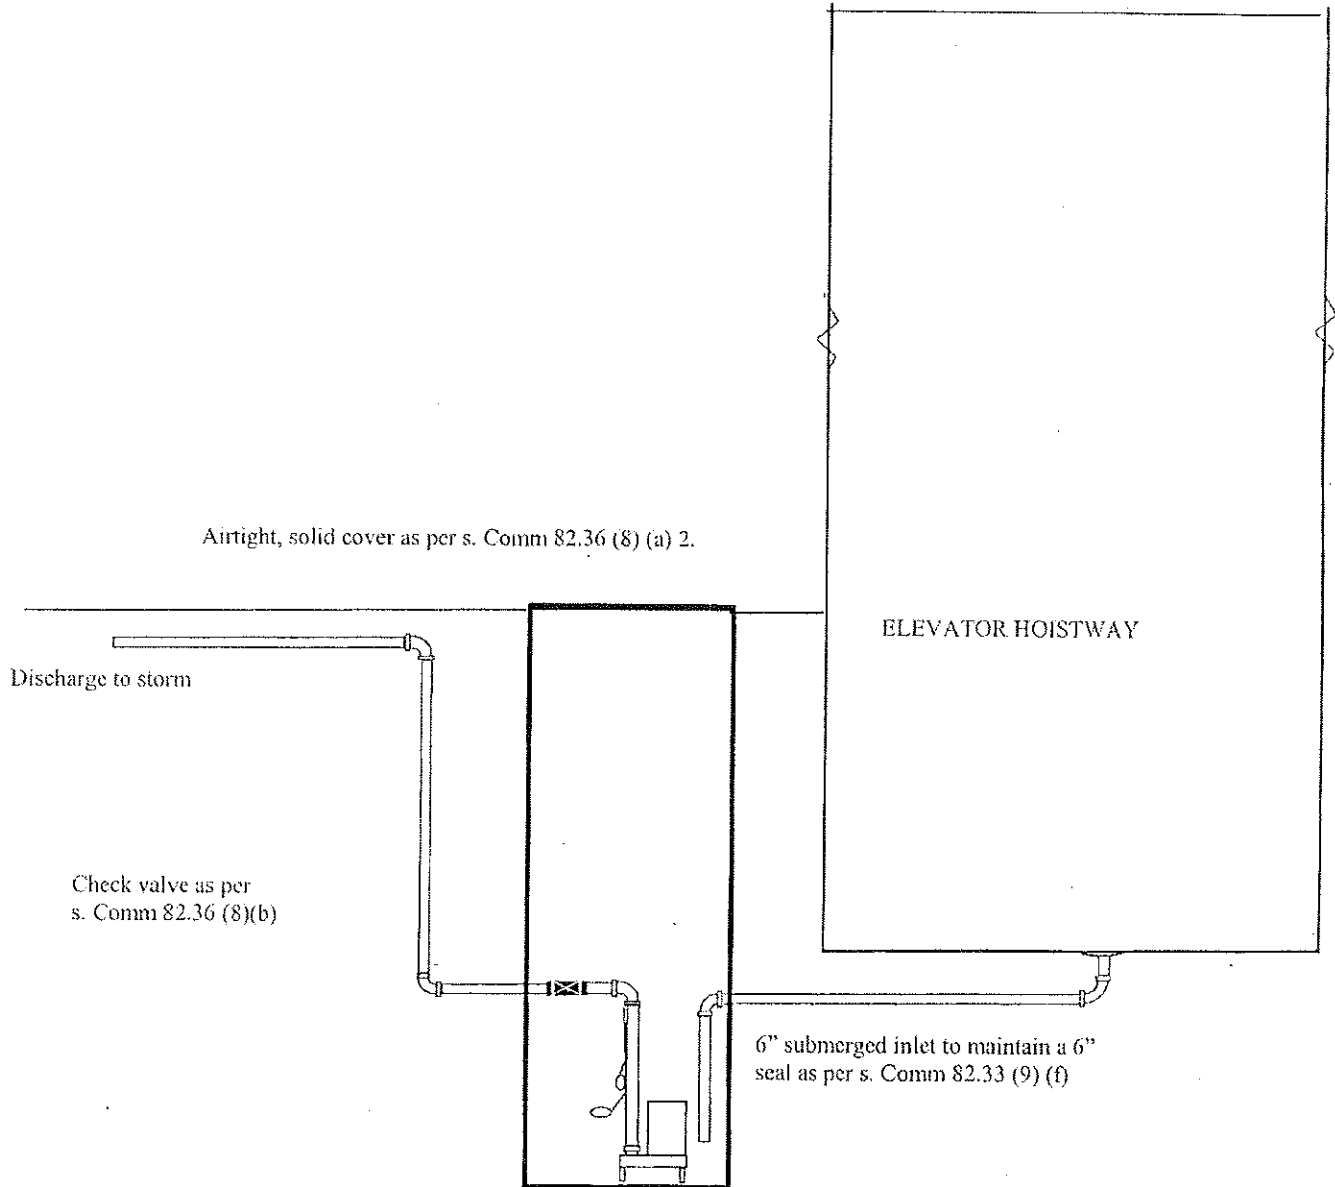 Airtight, solid cover as per s. Comm 82.36 (8) (a) 2.
ELEVATOR HOISTWAY
Discharge to storm
Check valve as per
s. Comm 82.36 (8)(b)
6” submerged inlet to maintain a 6”
seal as per s. Comm 82.33 (9) (f)